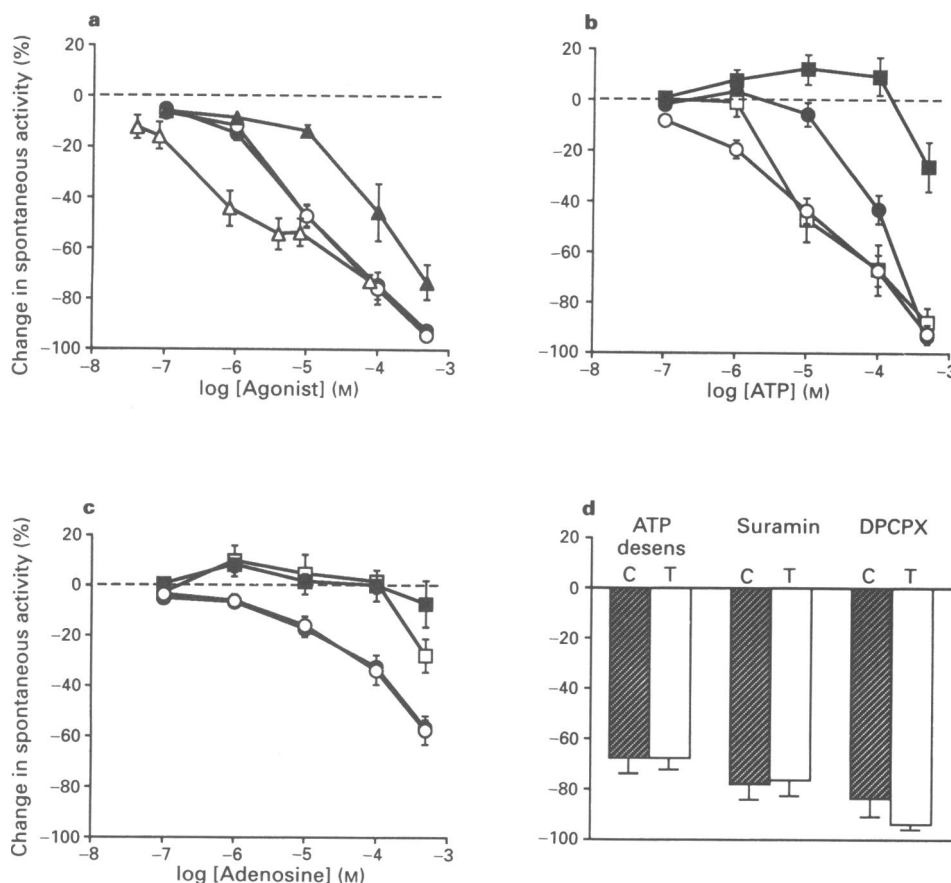 a
20
0
−20
−40
−60
−80
−100
Change in spontaneous activity (%)
−8 −7 −6 −5 −4 −3
log [Agonist] (M)
b
20
0
−20
−40
−60
−80
−100
−8 −7 −6 −5 −4 −3
log [ATP] (M)
c
20
0
−20
−40
−60
−80
−100
Change in spontaneous activity (%)
−8 −7 −6 −5 −4 −3
log [Adenosine] (M)
d
20
0
−20
−40
−60
−80
−100
ATP desens
Suramin
DPCPX
C T C T C T